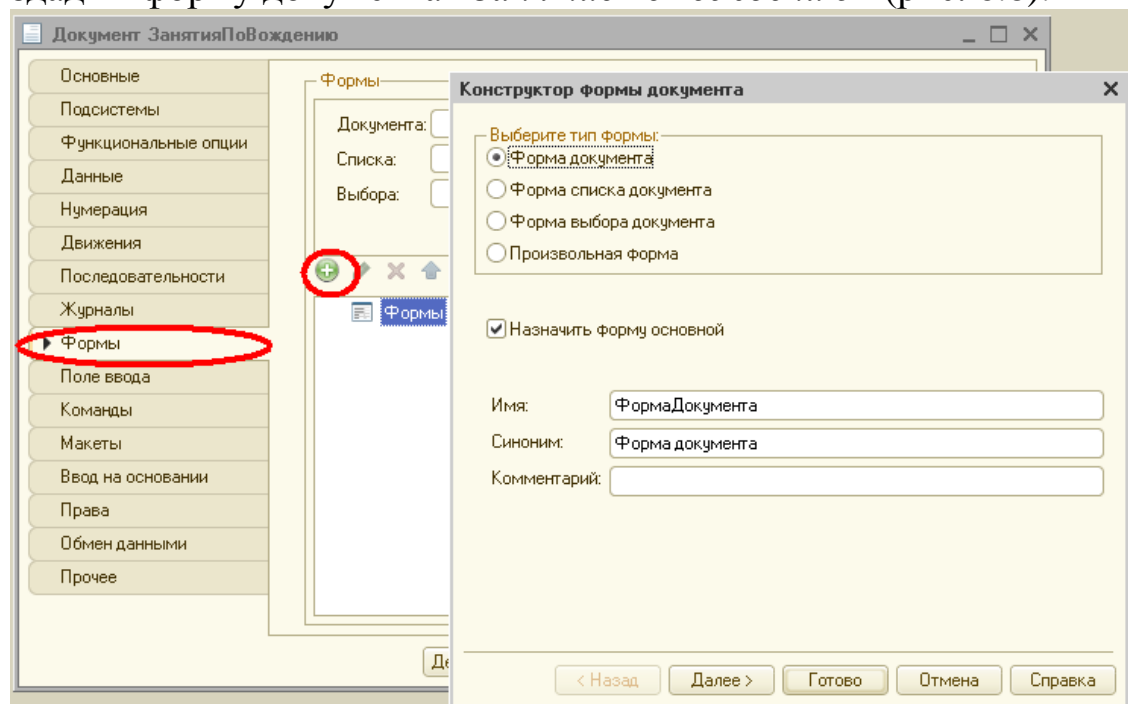 Документ ЗанятияПоВождению
Основные
Подсистемы
Функциональные опции
Данные
Нумерация
Движения
Последовательности
Журналы
Формы
Поле ввода
Команды
Макеты
Ввод на основании
Права
Обмен данными
Прочее
Формы
Документа:
Списка:
Выбора:
Формы
Конструктор формы документа
Выберите тип формы:
Форма документа
Форма списка документа
Форма выбора документа
Произвольная форма
Назначить форму основной
Имя: ФормаДокумента
Синоним: Форма документа
Комментарий:
< Назад Далее > Готово Отмена Справка